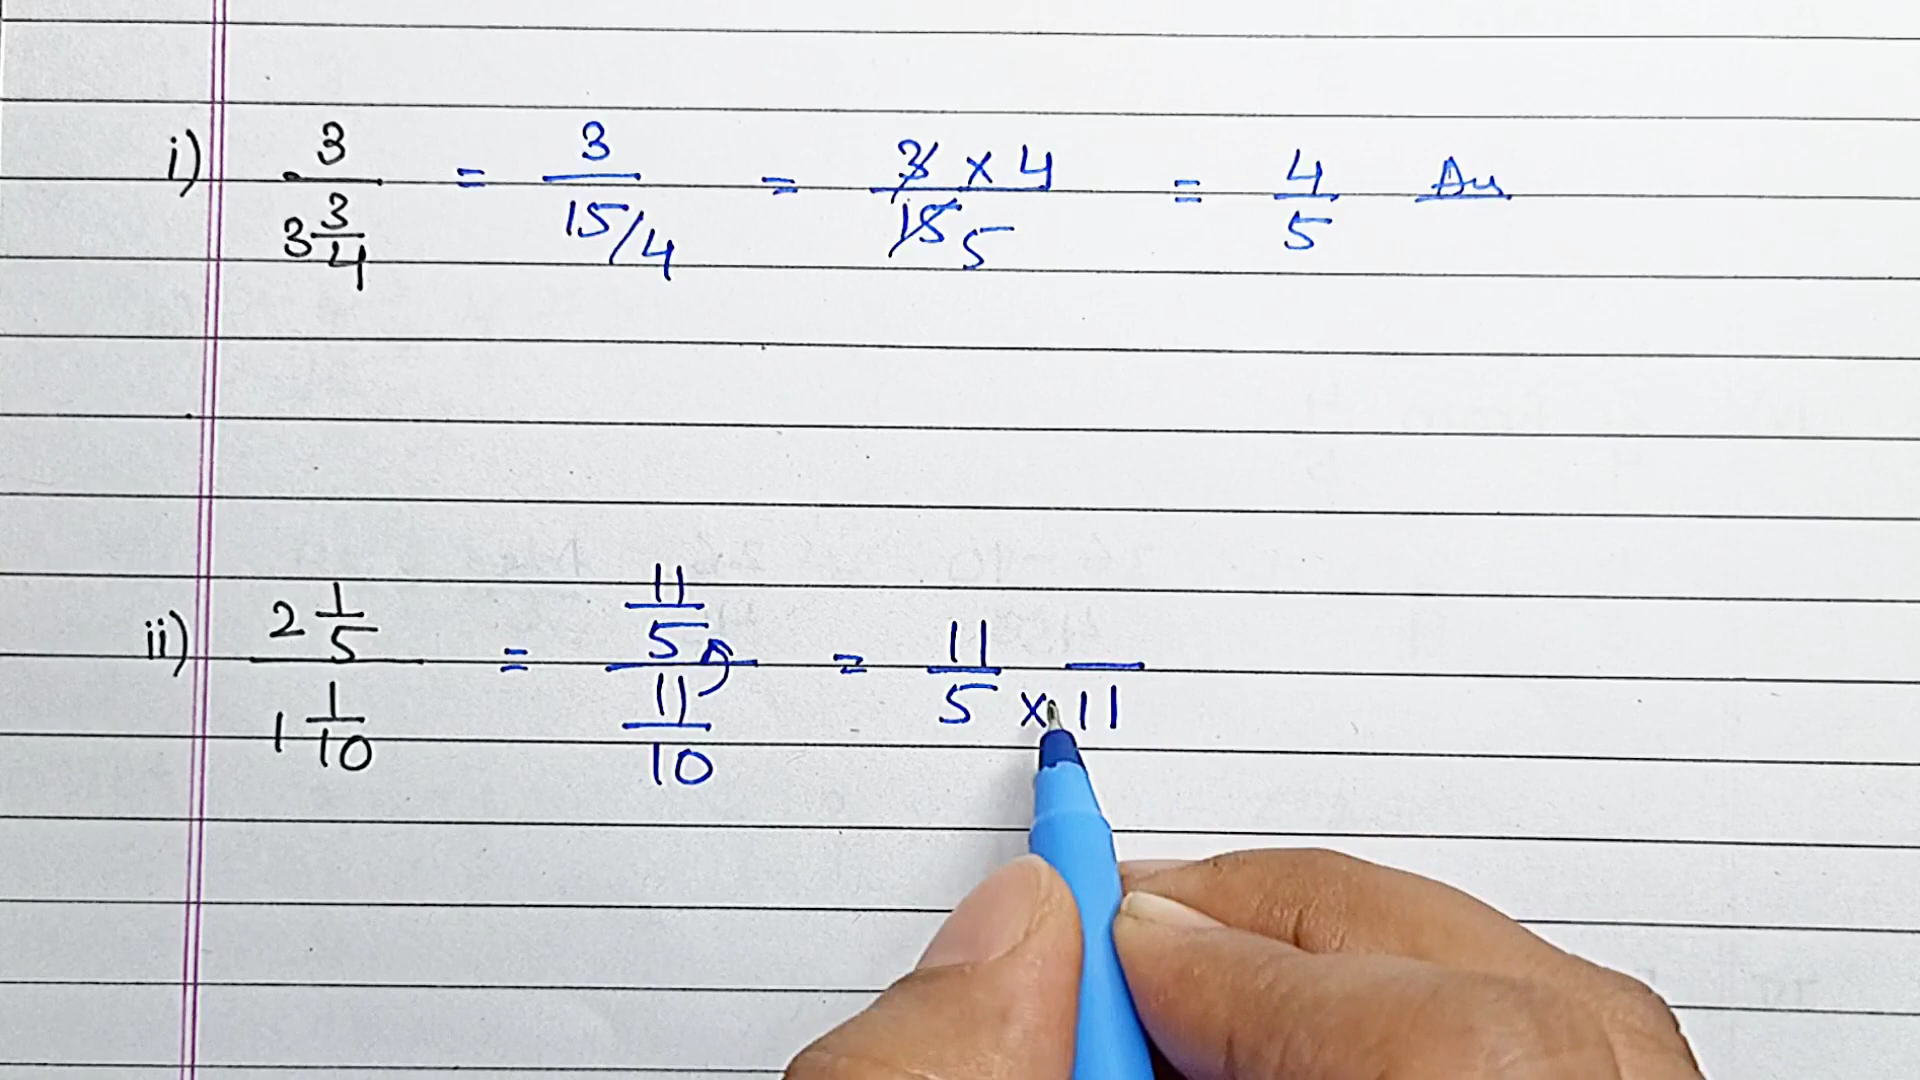 i) 3 / 3 3/4 = 3 / 15/4 = 3 × 4 / 15 5 = 4/5 Ans
ii) 2 1/5 / 1 1/10 = 11/5 / 11/10 = 11/5 × /11